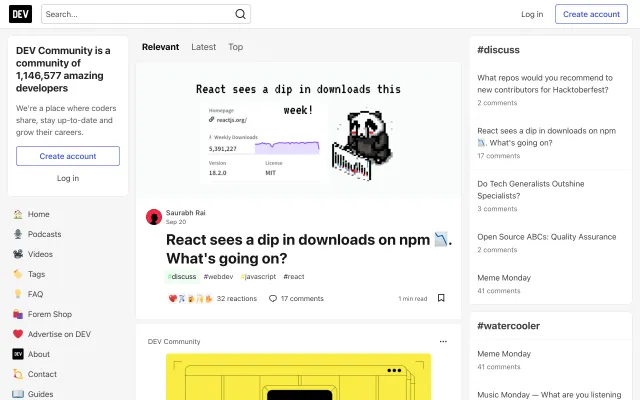 DEV
Search...
Log in
Create account
DEV Community is a
community of
1,146,577 amazing
developers
We're a place where coders
share, stay up-to-date and
grow their careers.
Create account
Log in
Home
Podcasts
Videos
Tags
FAQ
Forem Shop
Advertise on DEV
DEV
About
Contact
Guides
Relevant
Latest
Top
React sees a dip in downloads this
week!
Homepage
reactjs.org/
Weekly Downloads
5,391,227
Version
License
18.2.0
MIT
Saurabh Rai
Sep 20
React sees a dip in downloads on npm 📉.
What's going on?
#discuss #webdev #javascript #react
32 reactions
17 comments
1 min read
DEV Community
#discuss
What repos would you recommend to
new contributors for Hacktoberfest?
2 comments
React sees a dip in downloads on npm
📉. What's going on?
17 comments
Do Tech Generalists Outshine
Specialists?
3 comments
Open Source ABCs: Quality Assurance
2 comments
Meme Monday
41 comments
#watercooler
Meme Monday
41 comments
Music Monday — What are you listening